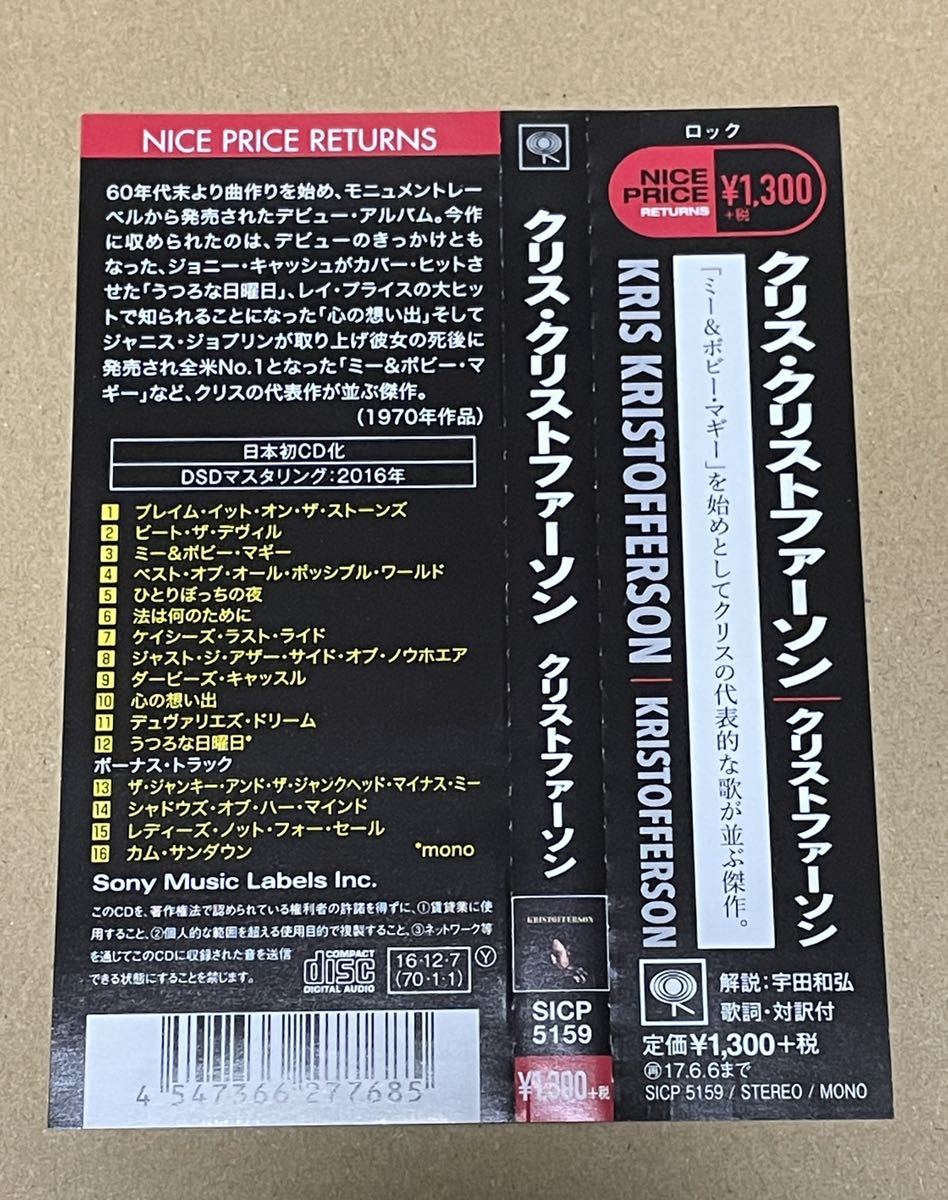 NICE PRICE RETURNS
60年代末より曲作りを始め、モニュメントレー
ベルから発売されたデビュー・アルバム。今作
に収められたのは、デビューのきっかけとも
なった、ジョニー・キャッシュがカバー・ヒットさ
せた「うつろな日曜日」、レイ・プライスの大ヒッ
トで知られることになった「心の想い出」そして
ジャニス・ジョプリンが取り上げ彼女の死後に
発売され全米No.1となった「ミー&ボビー・マ
ギー」など、クリスの代表作が並ぶ傑作。
(1970年作品)
日本初CD化
DSDマスタリング:2016年
1 ブレイム・イット・オン・ザ・ストーンズ
2 ビート・ザ・デヴィル
3 ミー&ボビー・マギー
4 ベスト・オブ・オール・ポッシブル・ワールド
5 ひとりぼっちの夜
6 法は何のために
7 ケイシーズ・ラスト・ライド
8 ジャスト・ジ・アザー・サイド・オブ・ノウホエア
9 ダービーズ・キャッスル
10 心の想い出
11 デュヴァリエズ・ドリーム
12 うつろな日曜日*
ボーナス・トラック
13 ザ・ジャンキー・アンド・ザ・ジャンクヘッド・マイナス・ミー
14 シャドウズ・オブ・ハー・マインド
15 レディーズ・ノット・フォー・セール
16 カム・サンダウン
*mono
Sony Music Labels Inc.
このCDを、著作権法で認められている権利者の許諾を得ずに、①賃貸業に使
用すること、②個人的な範囲を超える使用目的で複製すること、③ネットワーク等
を通じてこのCDに収録された音を送信
できる状態にすることを禁じます。
COMPACT
disc
DIGITAL AUDIO
16・12・7
(70・1・1)
Y
4 547366 277685
クリス・クリストファーソン クリストファーソン
KRISTOFFERSON
SICP
5159
¥1,300+税
ロック
NICE
PRICE
RETURNS
¥1,300
+税
クリス・クリストファーソン | クリストファーソン
「ミー&ボビー・マギー」を始めとしてクリスの代表的な歌が並ぶ傑作。
KRIS KRISTOFFERSON | KRISTOFFERSON
解説:宇田和弘
歌詞・対訳付
定価¥1,300+税
再17.6.6まで
SICP 5159 / STEREO / MONO